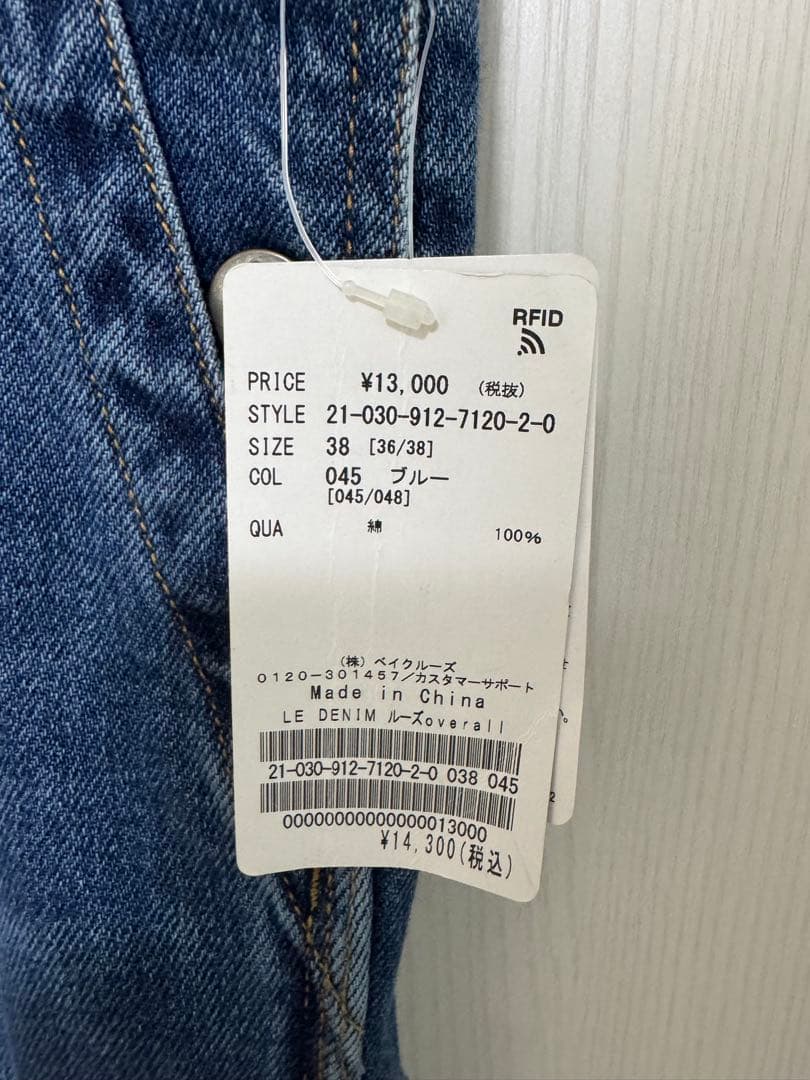 RFID
PRICE ¥13,000 (税抜)
STYLE 21-030-912-7120-2-0
SIZE 38 [36/38]
COL 045 ブルー
[045/048]
QUA 綿 100%
(株) ベイクルーズ
0120-301457/カスタマーサポート
Made in China
LE DENIM ルーズoverall
21-030-912-7120-2-0 038 045
00000000000000013000
¥14,300(税込)